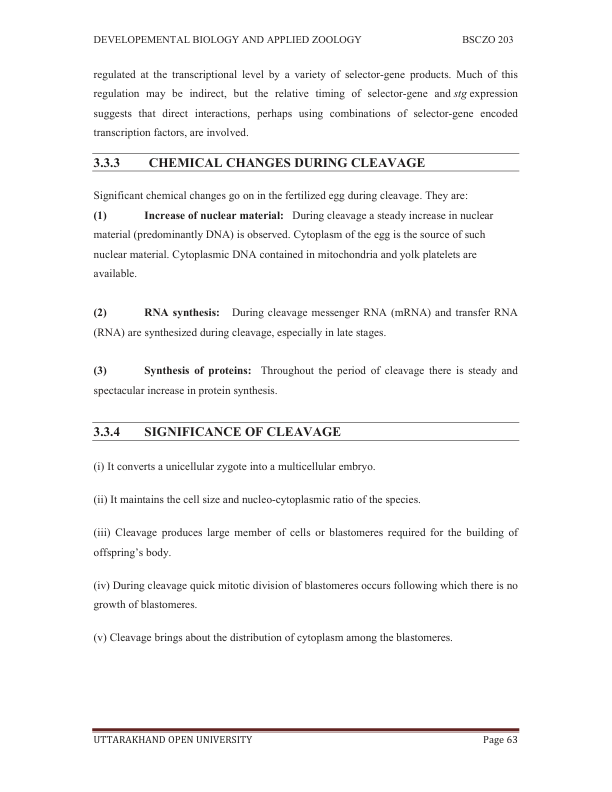 DEVELOPEMENTAL BIOLOGY AND APPLIED ZOOLOGY BSCZO 203
regulated at the transcriptional level by a variety of selector-gene products. Much of this
regulation may be indirect, but the relative timing of selector-gene and stg expression
suggests that direct interactions, perhaps using combinations of selector-gene encoded
transcription factors, are involved.
3.3.3 CHEMICAL CHANGES DURING CLEAVAGE
Significant chemical changes go on in the fertilized egg during cleavage. They are:
(1) Increase of nuclear material: During cleavage a steady increase in nuclear
material (predominantly DNA) is observed. Cytoplasm of the egg is the source of such
nuclear material. Cytoplasmic DNA contained in mitochondria and yolk platelets are
available.
(2) RNA synthesis: During cleavage messenger RNA (mRNA) and transfer RNA
(RNA) are synthesized during cleavage, especially in late stages.
(3) Synthesis of proteins: Throughout the period of cleavage there is steady and
spectacular increase in protein synthesis.
3.3.4 SIGNIFICANCE OF CLEAVAGE
(i) It converts a unicellular zygote into a multicellular embryo.
(ii) It maintains the cell size and nucleo-cytoplasmic ratio of the species.
(iii) Cleavage produces large member of cells or blastomeres required for the building of
offspring’s body.
(iv) During cleavage quick mitotic division of blastomeres occurs following which there is no
growth of blastomeres.
(v) Cleavage brings about the distribution of cytoplasm among the blastomeres.
UTTARAKHAND OPEN UNIVERSITY Page 63